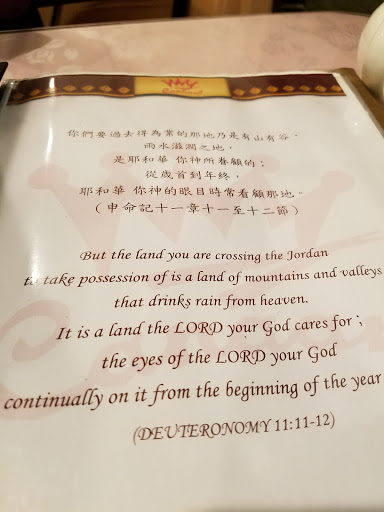 你們要過去得為業的那地乃是有山有谷、
雨水滋潤之地，
是耶和華 你神所眷顧的；
從歲首到年終，
耶和華 你神的眼目時常看顧那地。
（申命記十一章十一至十二節）
But the land you are crossing the Jordan
to take possession of is a land of mountains and valleys
that drinks rain from heaven.
It is a land the LORD your God cares for ;
the eyes of the LORD your God
continually on it from the beginning of the year
(DEUTERONOMY 11:11-12)